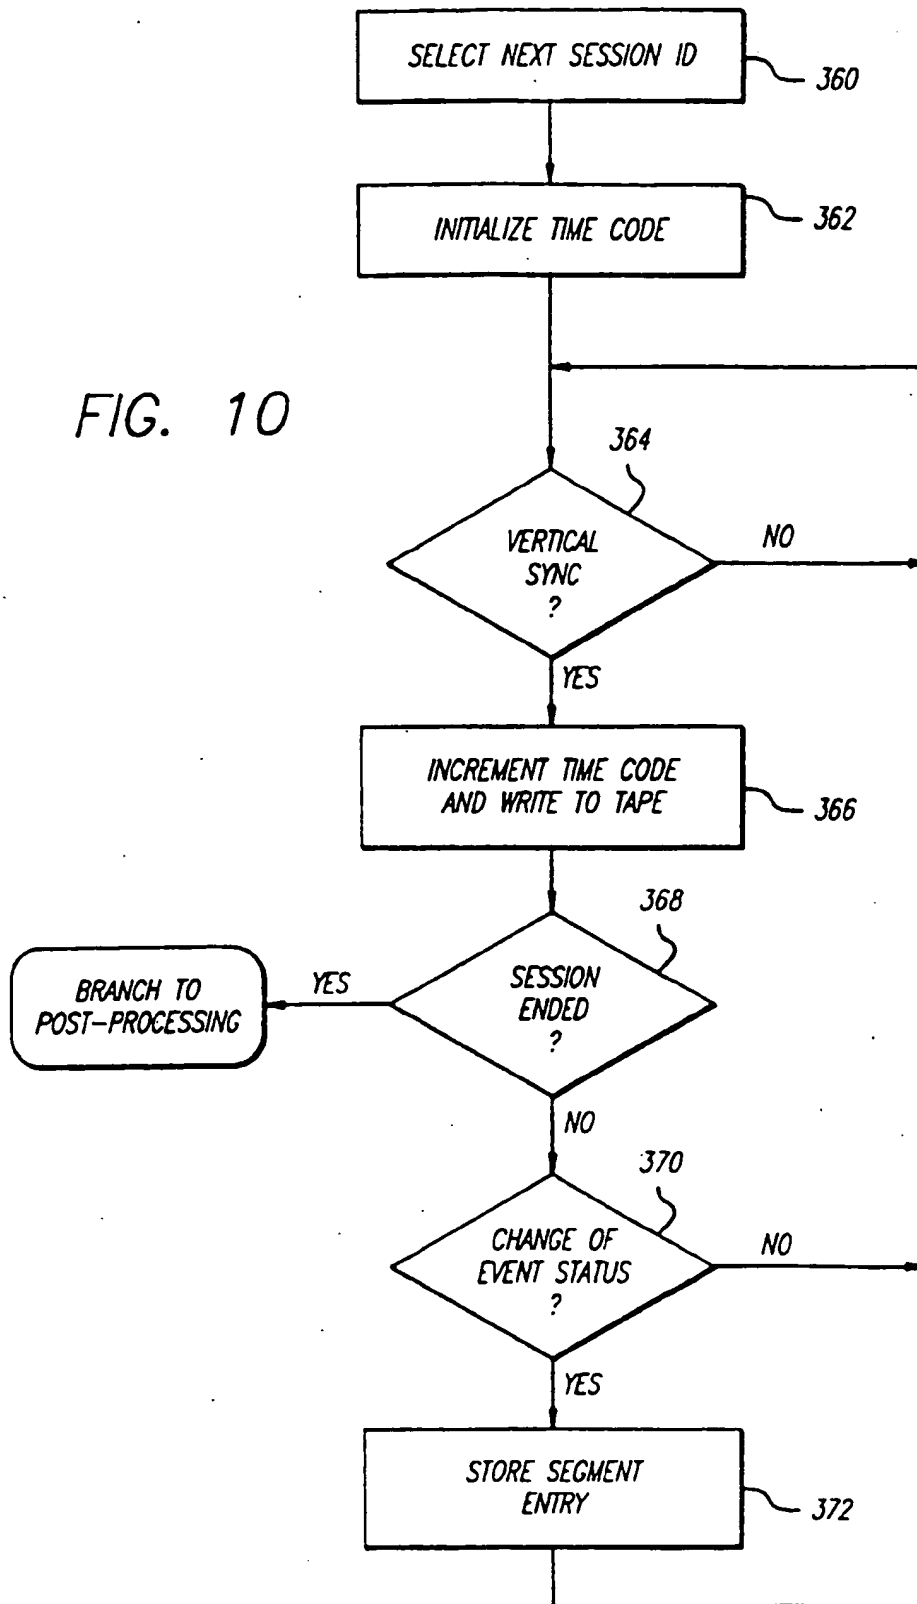 SELECT NEXT SESSION ID
360
INITIALIZE TIME CODE
362
FIG. 10
364
VERTICAL
SYNC
?
NO
YES
INCREMENT TIME CODE
AND WRITE TO TAPE
366
368
SESSION
ENDED
?
YES
BRANCH TO
POST-PROCESSING
NO
370
CHANGE OF
EVENT STATUS
?
NO
YES
STORE SEGMENT
ENTRY
372